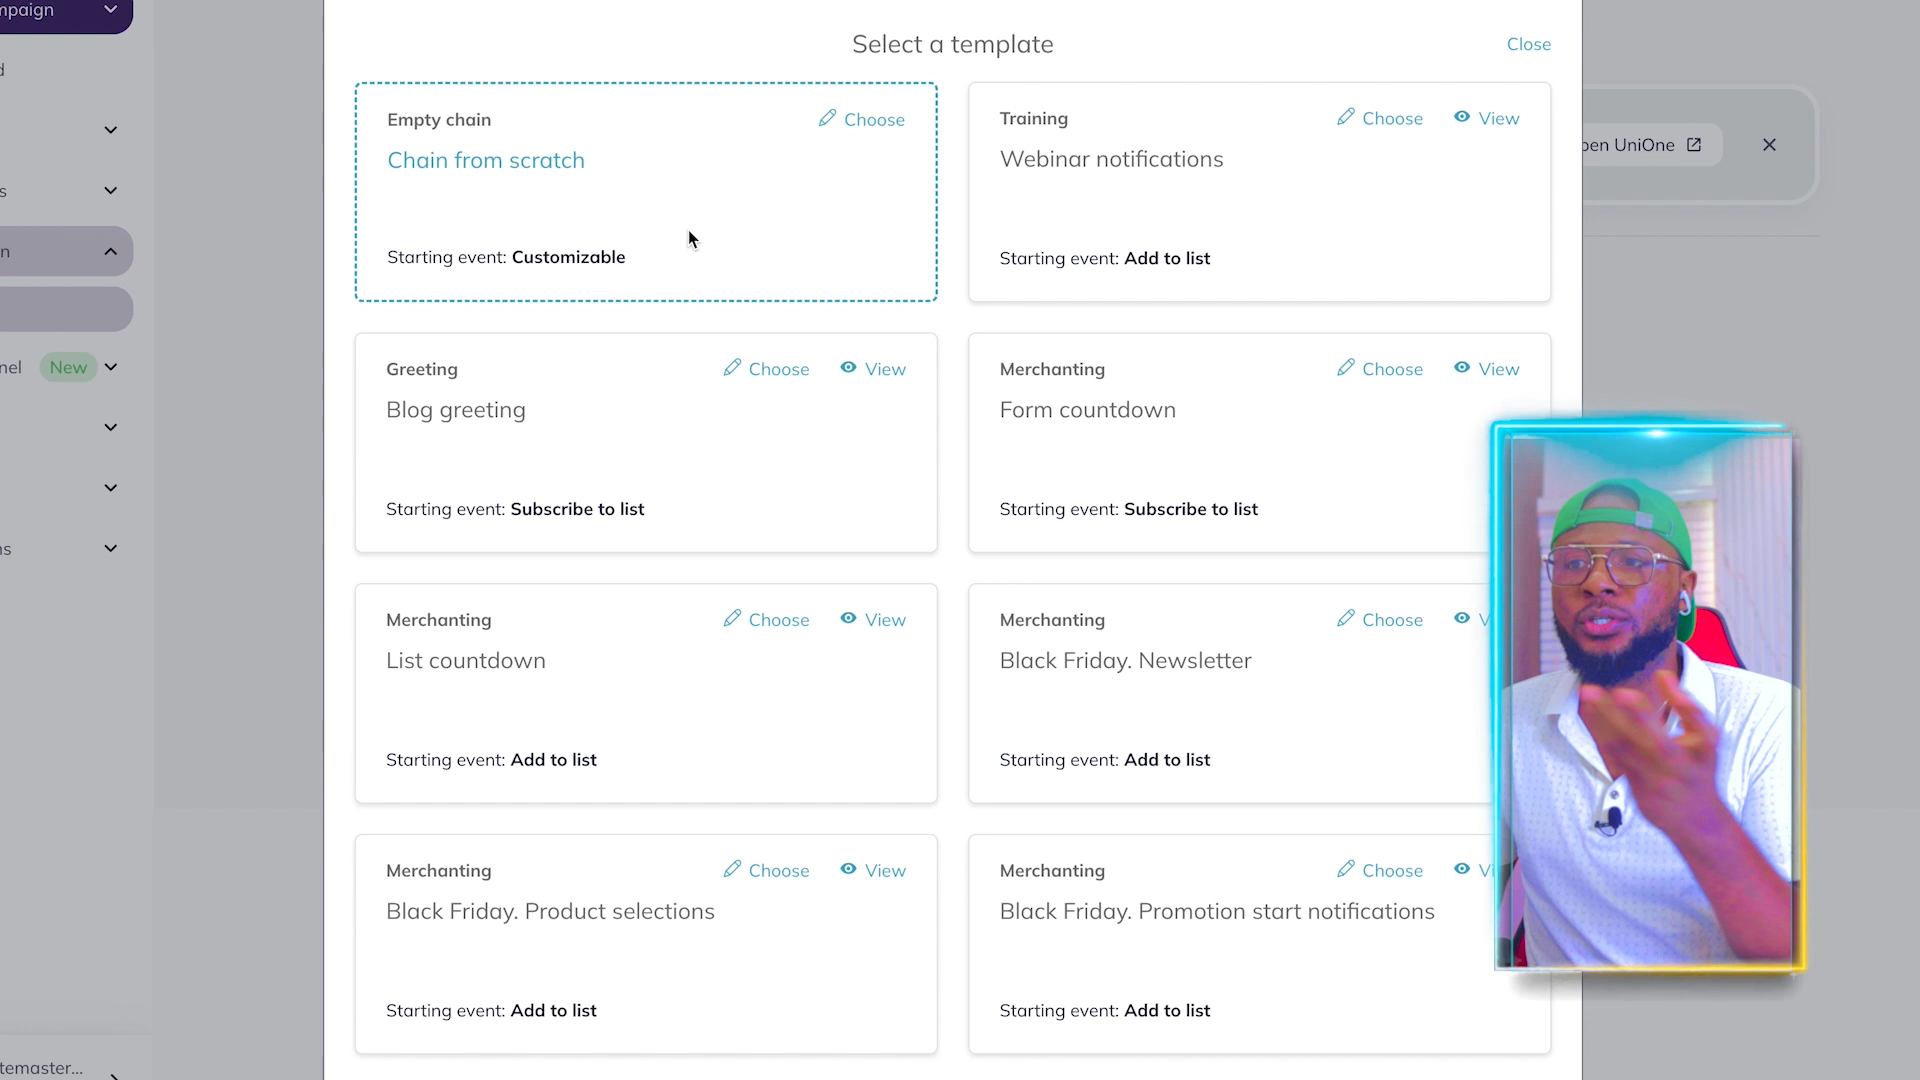 mpaign
Select a template
Close
Empty chain
Choose
Chain from scratch
Starting event: Customizable
Training
Choose
View
Webinar notifications
Starting event: Add to list
pen UniOne
Greeting
Choose
View
Blog greeting
Starting event: Subscribe to list
Merchanting
Choose
View
Form countdown
Starting event: Subscribe to list
nel
New
Merchanting
Choose
View
List countdown
Starting event: Add to list
Merchanting
Choose
Black Friday. Newsletter
Starting event: Add to list
Merchanting
Choose
View
Black Friday. Product selections
Starting event: Add to list
Merchanting
Choose
Black Friday. Promotion start notifications
Starting event: Add to list
temaster...